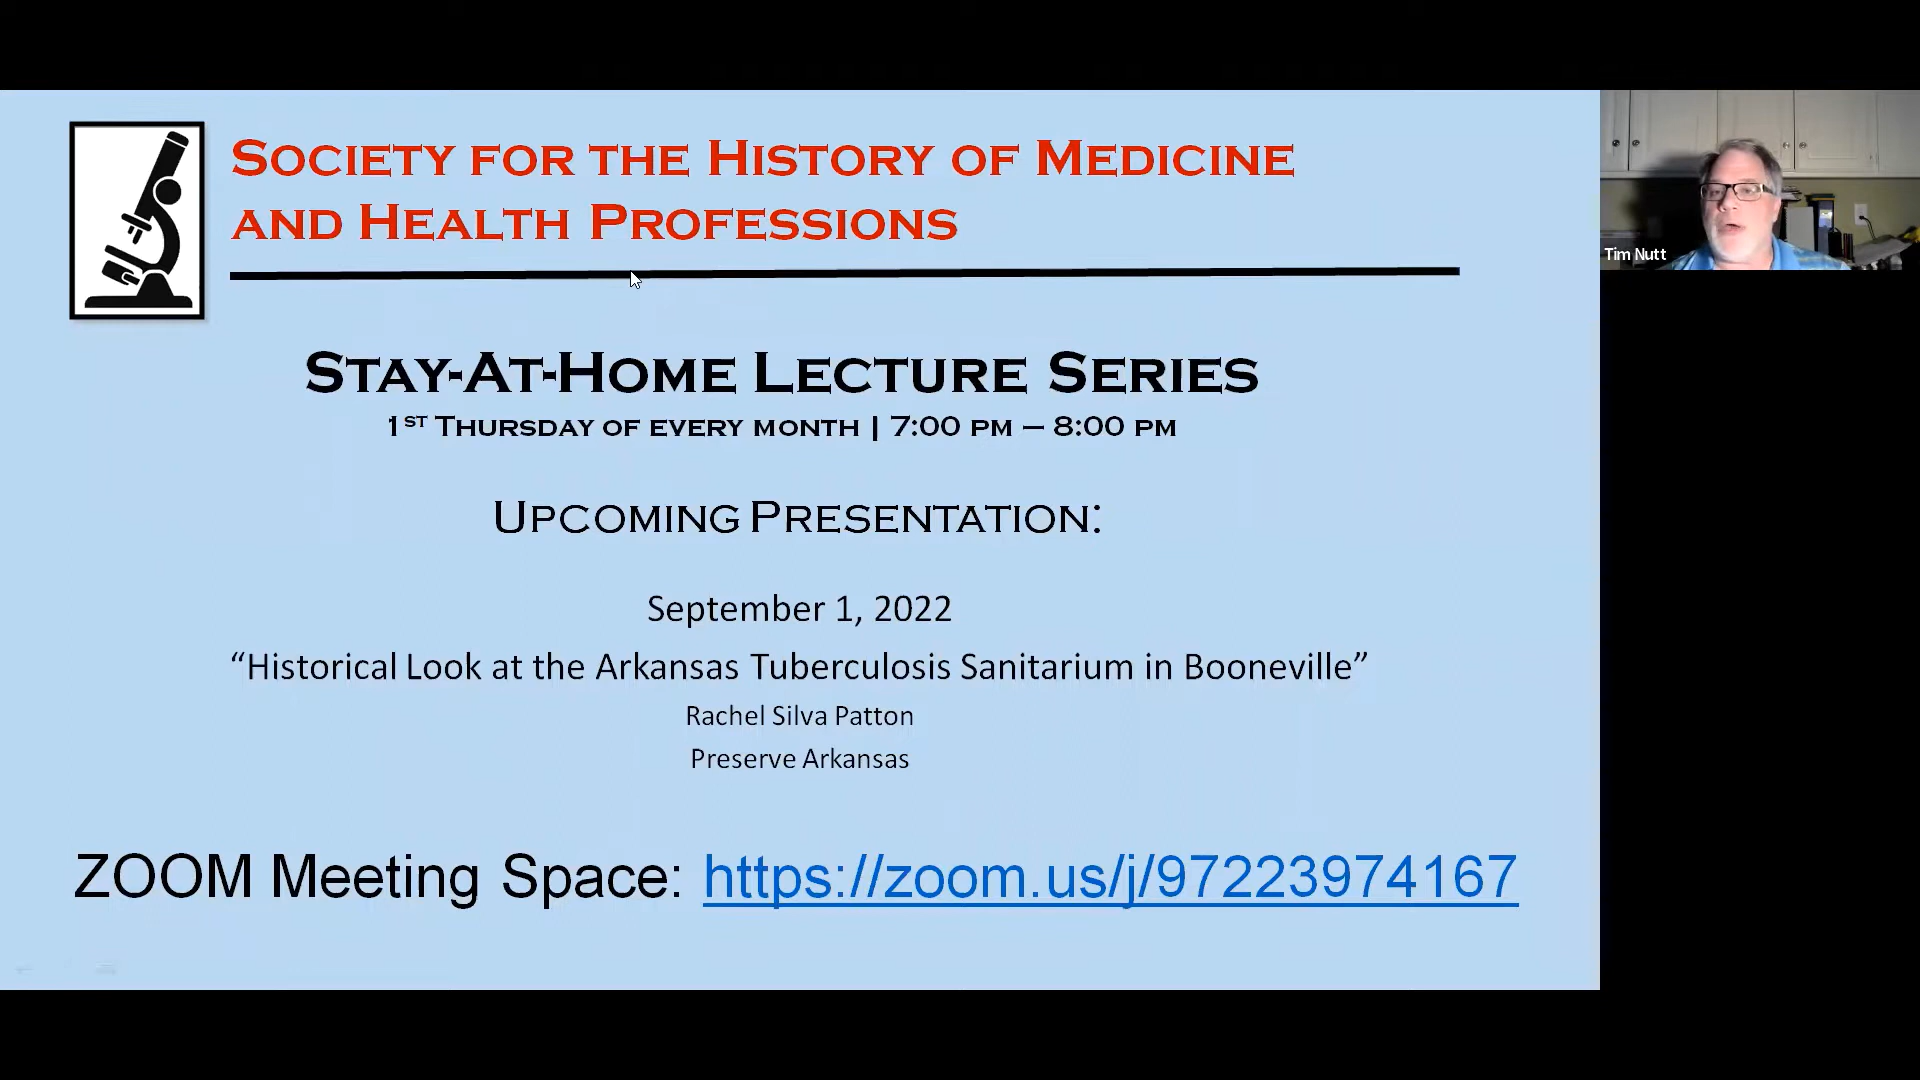 Society for the History of Medicine
and Health Professions
Stay-At-Home Lecture Series
1st Thursday of every month | 7:00 pm – 8:00 pm
Upcoming Presentation:
September 1, 2022
“Historical Look at the Arkansas Tuberculosis Sanitarium in Booneville”
Rachel Silva Patton
Preserve Arkansas
ZOOM Meeting Space: https://zoom.us/j/97223974167
Tim Nutt